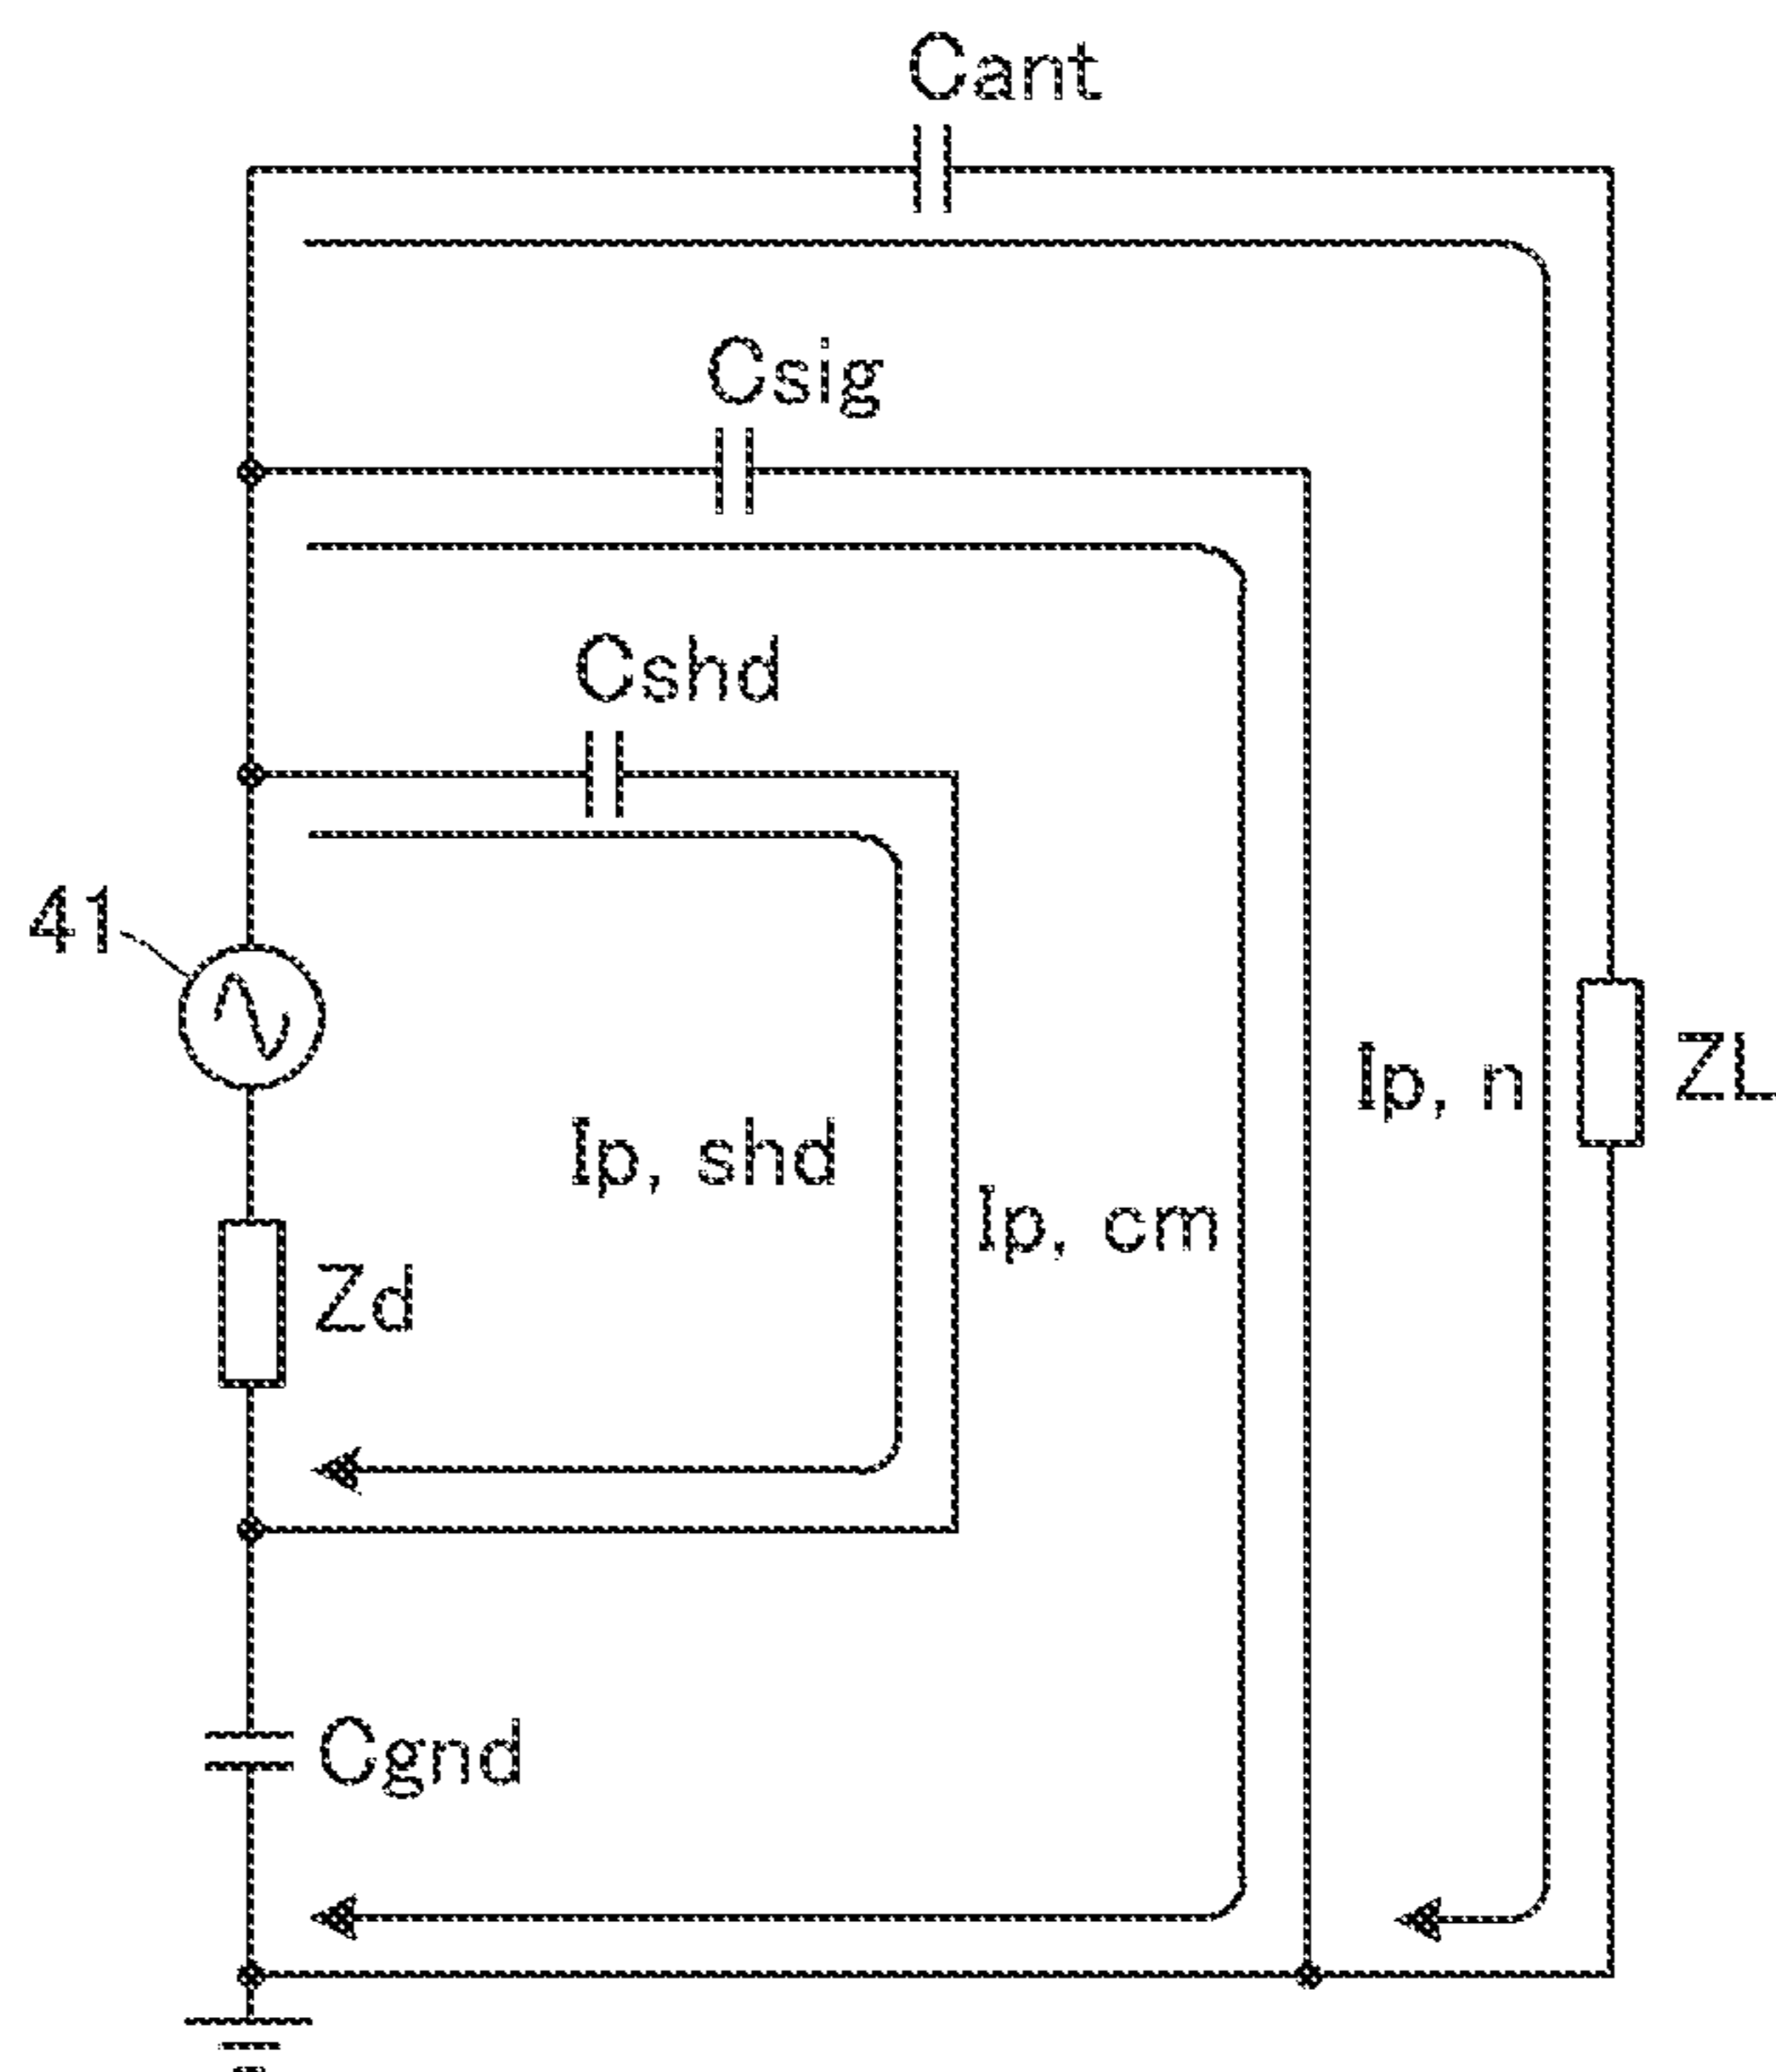 Cant
Csig
Cshd
41
Ip, n
ZL
Ip, shd
Ip, cm
Zd
Cgnd